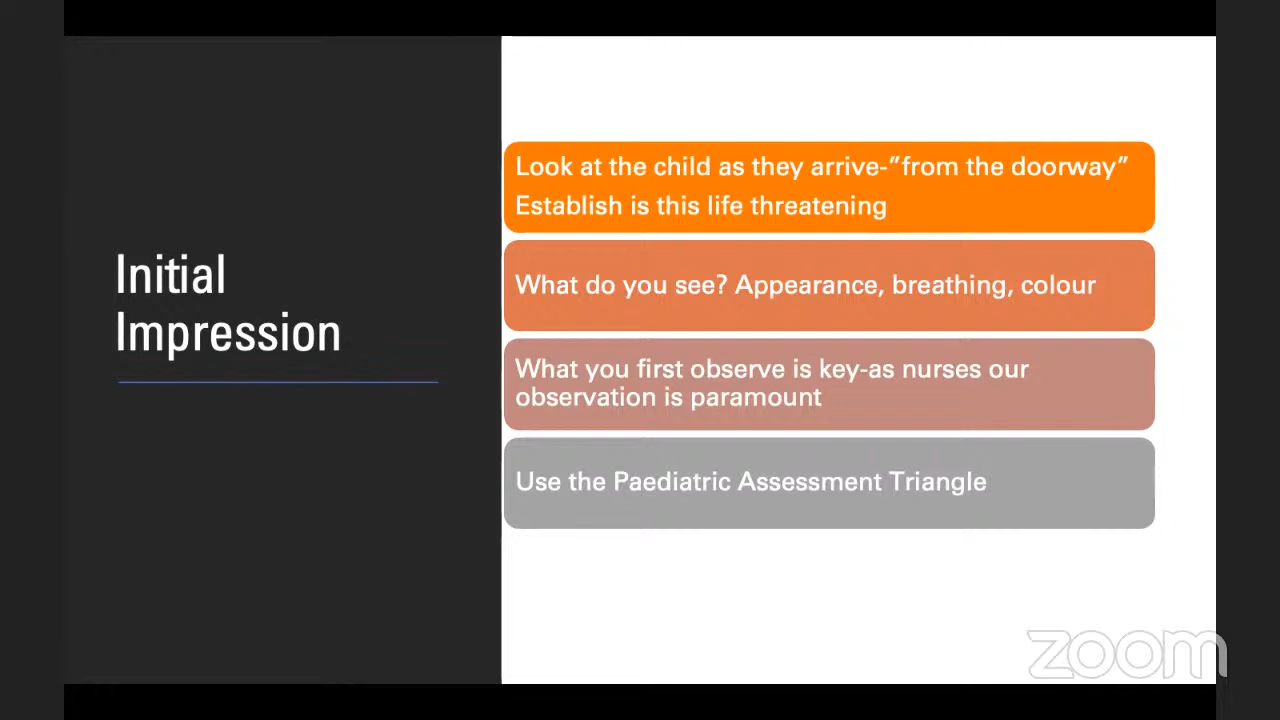 Initial
Impression
Look at the child as they arrive-”from the doorway”
Establish is this life threatening
What do you see? Appearance, breathing, colour
What you first observe is key-as nurses our
observation is paramount
Use the Paediatric Assessment Triangle
zoom